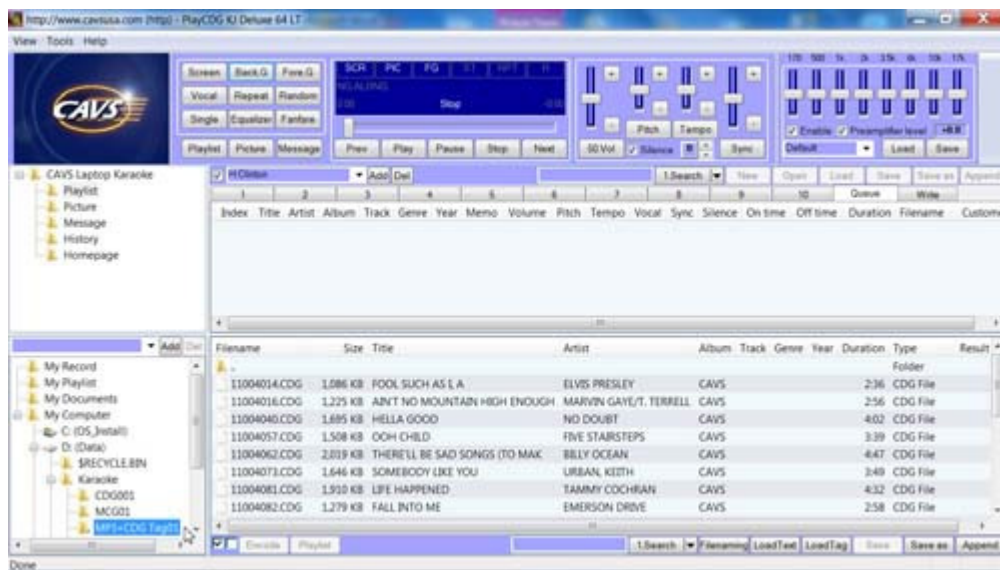 http://www.cavsusa.com (http) - PlayCDG KJ Deluxe 64 LT
View Tools Help
CAVS
Screen Back.G Fore.G
Vocal Repeat Random
Single Equalizer Fanfare
Playlist Picture Message
SCR PIC FG
Stop
Prev Play Pause Stop Next
Pitch Tempo
50 Vol Silence Sync
Enable Preamplifier level
Default Load Save
CAVS Laptop Karaoke
Playlist
Picture
Message
History
Homepage
Add Del 1.Search New Open Load Save Save as Append
1 2 3 4 5 6 7 8 9 10 Queue Write
Index Title Artist Album Track Genre Year Memo Volume Pitch Tempo Vocal Sync Silence On time Off time Duration Filename Custome
Add Del
My Record
My Playlist
My Documents
My Computer
C: (OS_Install)
D: (Data)
$RECYCLE.BIN
Karaoke
CDG001
MCG01
MP3+CDG Tag01
Filename Size Title Artist Album Track Genre Year Duration Type Result
Folder
11004014.CDG 1,086 KB FOOL SUCH AS I, A ELVIS PRESLEY CAVS 2:36 CDG File
11004016.CDG 1,225 KB AIN'T NO MOUNTAIN HIGH ENOUGH MARVIN GAYE/T. TERRELL CAVS 2:56 CDG File
11004040.CDG 1,695 KB HELLA GOOD NO DOUBT CAVS 4:02 CDG File
11004057.CDG 1,508 KB OOH CHILD FIVE STAIRSTEPS CAVS 3:39 CDG File
11004062.CDG 2,019 KB THERE'LL BE SAD SONGS (TO MAK BILLY OCEAN CAVS 4:47 CDG File
11004073.CDG 1,646 KB SOMEBODY LIKE YOU URBAN, KEITH CAVS 3:49 CDG File
11004081.CDG 1,910 KB LIFE HAPPENED TAMMY COCHRAN CAVS 4:32 CDG File
11004082.CDG 1,279 KB FALL INTO ME EMERSON DRIVE CAVS 2:58 CDG File
Encode Playlist 1.Search Filenaming LoadText LoadTag Save Save as Append
Done